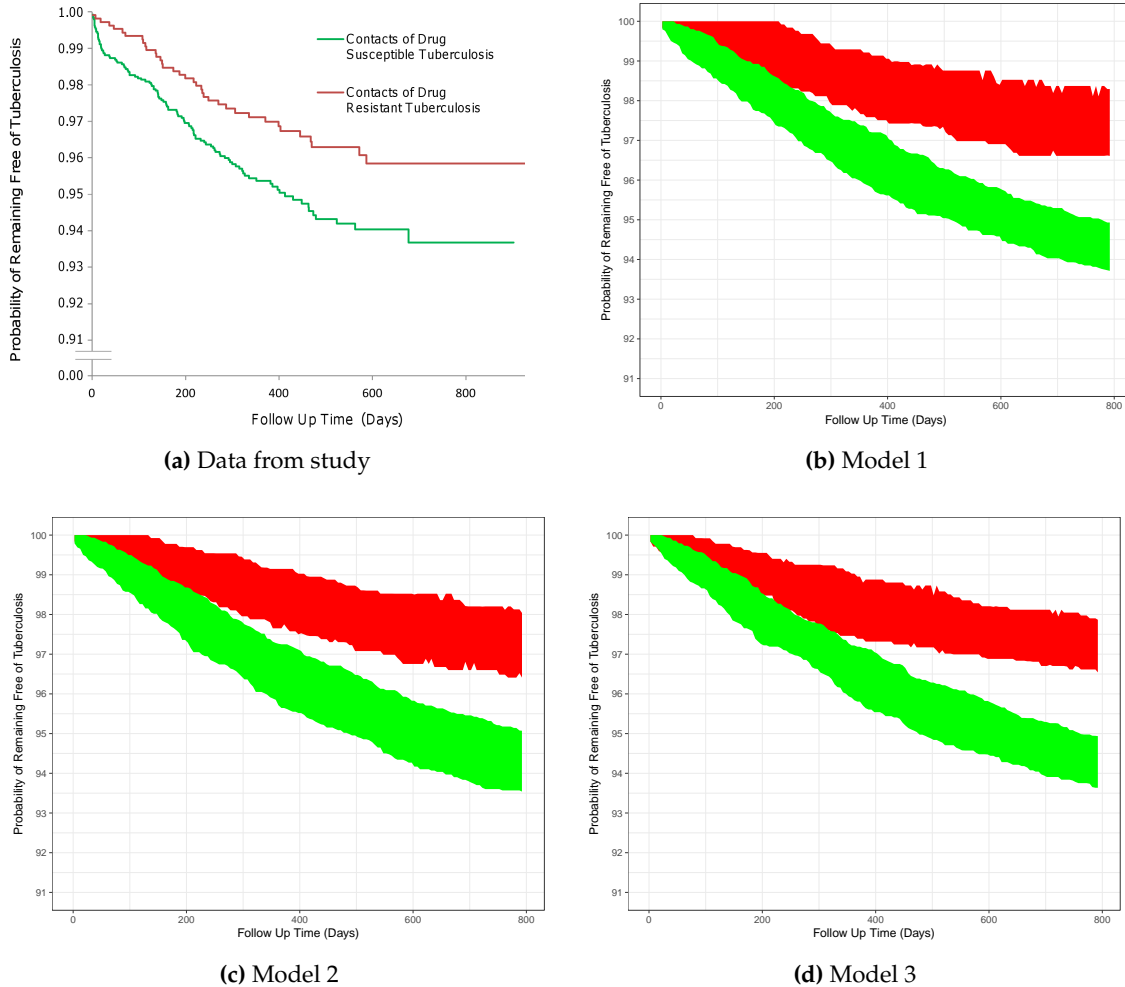 Probability of Remaining Free of Tuberculosis
1.00
0.99
0.98
0.97
0.96
0.95
0.94
0.93
0.92
0.91
0.00
Contacts of Drug
Susceptible Tuberculosis
Contacts of Drug
Resistant Tuberculosis
0 200 400 600 800
Follow Up Time (Days)
(a) Data from study
Probability of Remaining Free of Tuberculosis
100
99
98
97
96
95
94
93
92
91
0 200 400 600 800
Follow Up Time (Days)
(b) Model 1
Probability of Remaining Free of Tuberculosis
100
99
98
97
96
95
94
93
92
91
0 200 400 600 800
Follow Up Time (Days)
(c) Model 2
Probability of Remaining Free of Tuberculosis
100
99
98
97
96
95
94
93
92
91
0 200 400 600 800
Follow Up Time (Days)
(d) Model 3